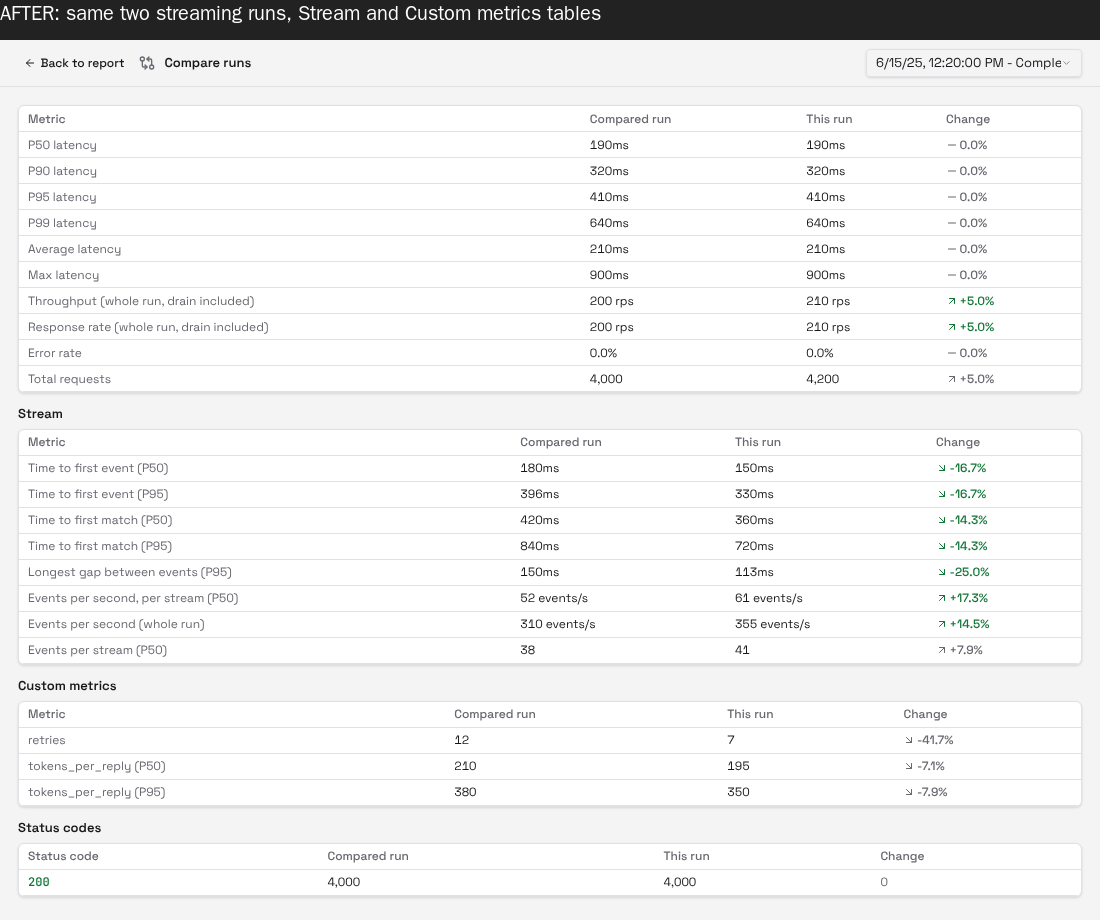 AFTER: same two streaming runs, Stream and Custom metrics tables
← Back to report Compare runs 6/15/25, 12:20:00 PM - Comple
Metric Compared run This run Change
P50 latency 190ms 190ms — 0.0%
P90 latency 320ms 320ms — 0.0%
P95 latency 410ms 410ms — 0.0%
P99 latency 640ms 640ms — 0.0%
Average latency 210ms 210ms — 0.0%
Max latency 900ms 900ms — 0.0%
Throughput (whole run, drain included) 200 rps 210 rps ↗ +5.0%
Response rate (whole run, drain included) 200 rps 210 rps ↗ +5.0%
Error rate 0.0% 0.0% — 0.0%
Total requests 4,000 4,200 ↗ +5.0%
Stream
Metric Compared run This run Change
Time to first event (P50) 180ms 150ms ↘ -16.7%
Time to first event (P95) 396ms 330ms ↘ -16.7%
Time to first match (P50) 420ms 360ms ↘ -14.3%
Time to first match (P95) 840ms 720ms ↘ -14.3%
Longest gap between events (P95) 150ms 113ms ↘ -25.0%
Events per second, per stream (P50) 52 events/s 61 events/s ↗ +17.3%
Events per second (whole run) 310 events/s 355 events/s ↗ +14.5%
Events per stream (P50) 38 41 ↗ +7.9%
Custom metrics
Metric Compared run This run Change
retries 12 7 ↘ -41.7%
tokens_per_reply (P50) 210 195 ↘ -7.1%
tokens_per_reply (P95) 380 350 ↘ -7.9%
Status codes
Status code Compared run This run Change
200 4,000 4,000 0